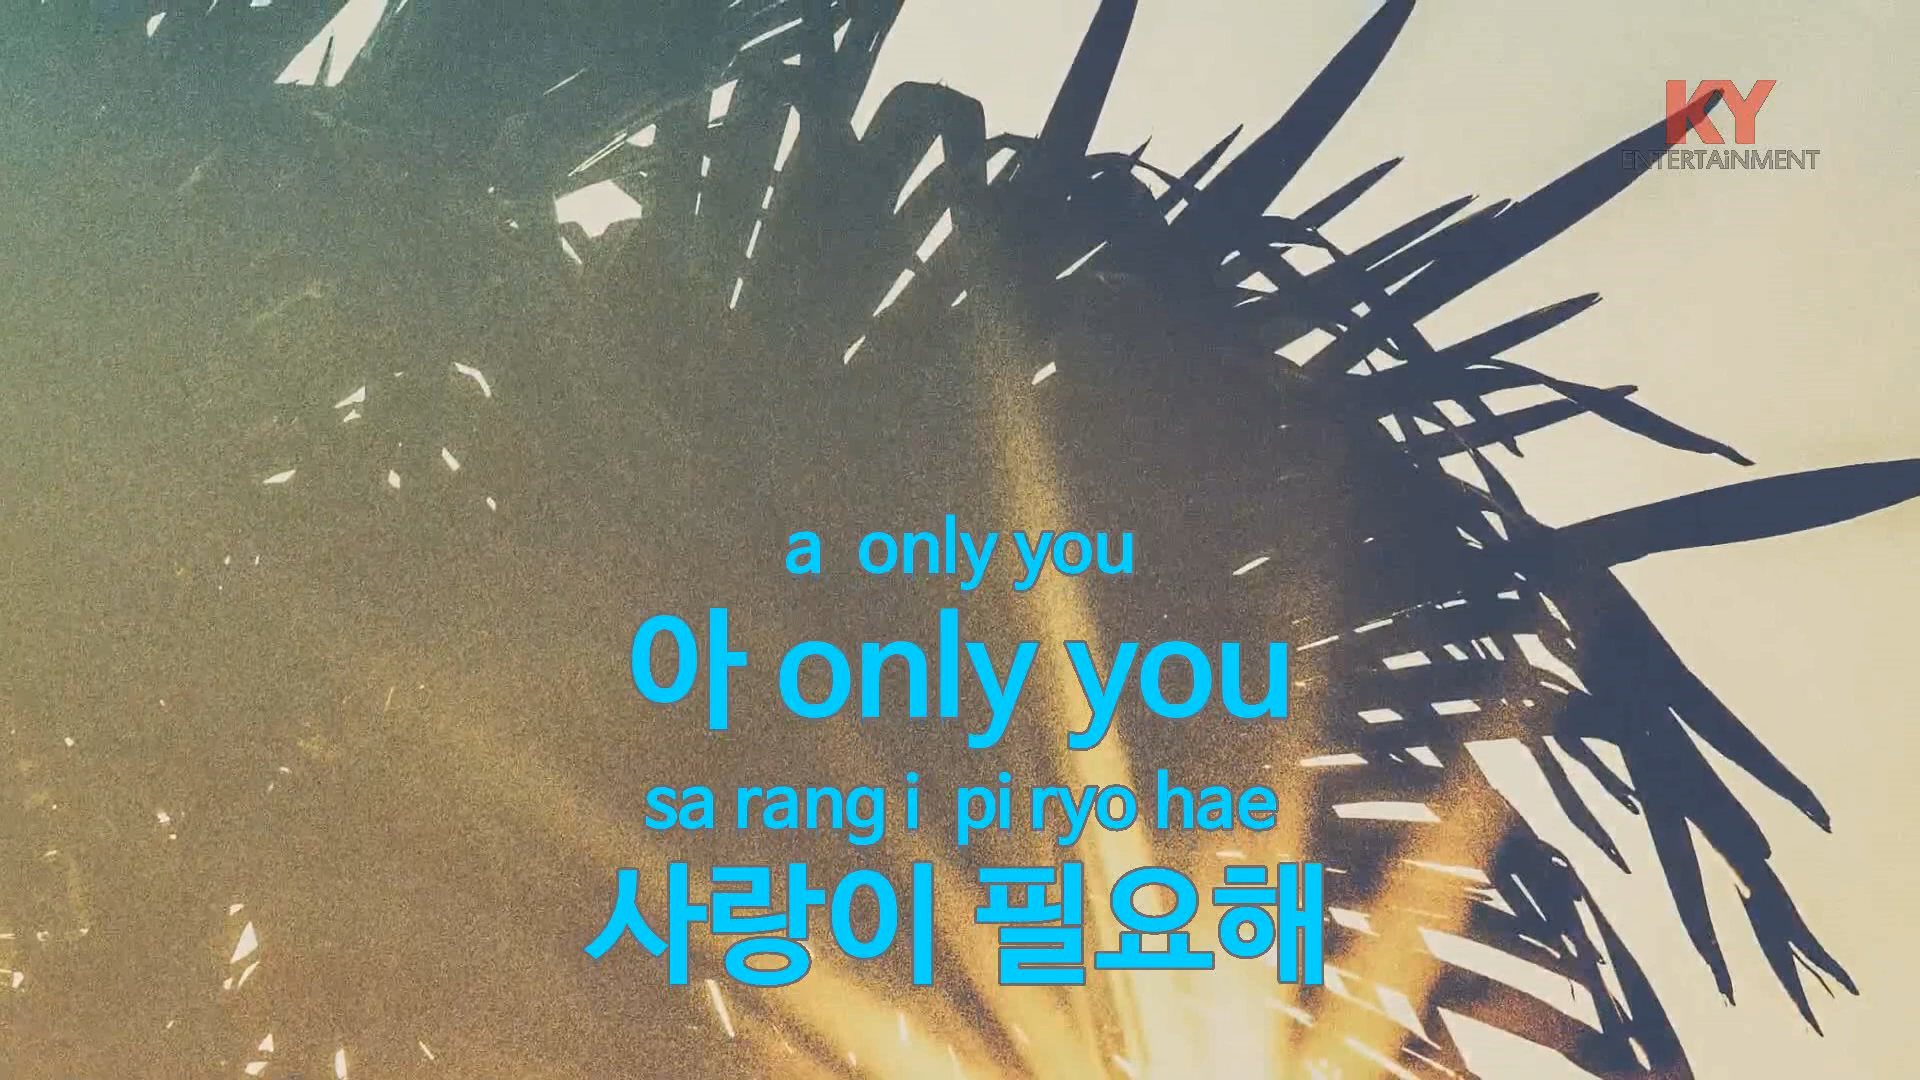 KY
ENTERTAiNMENT
a only you
아 only you
sa rang i pi ryo hae
사랑이 필요해